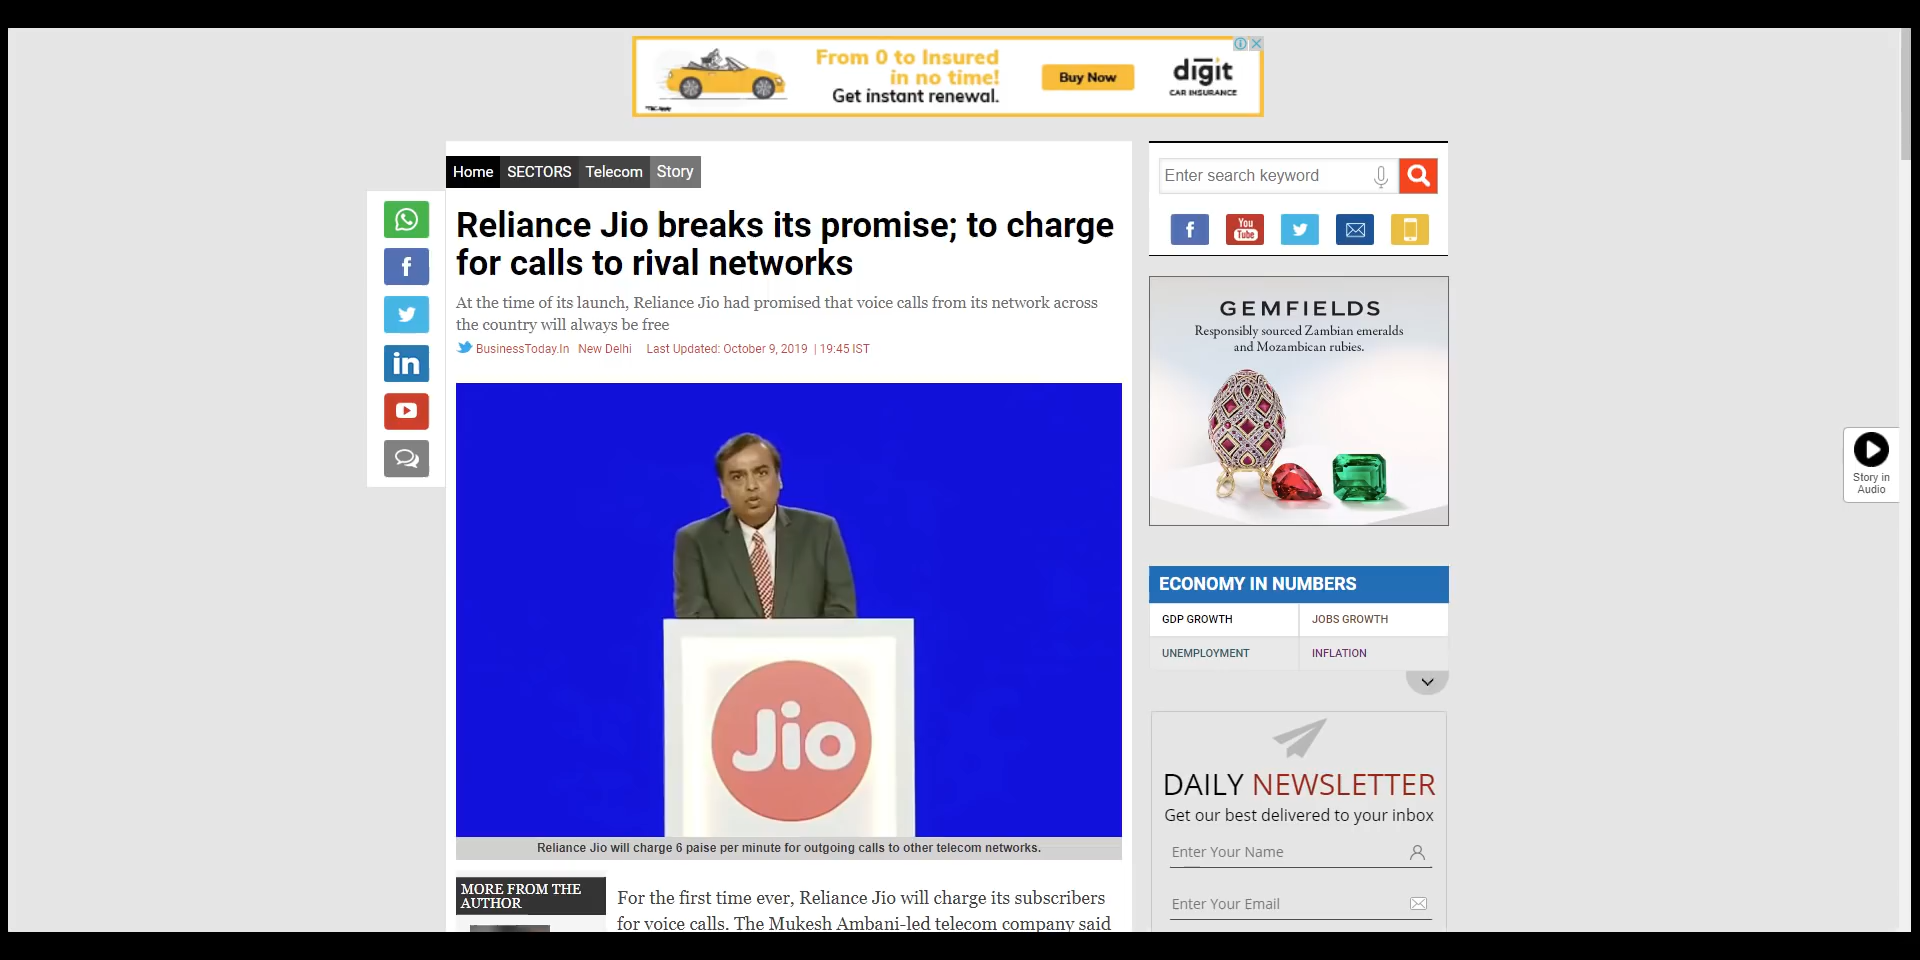 From 0 to Insured
in no time!
Get instant renewal.
Buy Now
digit
CAR INSURANCE
Home SECTORS Telecom Story
Reliance Jio breaks its promise; to charge
for calls to rival networks
At the time of its launch, Reliance Jio had promised that voice calls from its network across
the country will always be free
BusinessToday.In New Delhi Last Updated: October 9, 2019 | 19:45 IST
Jio
Reliance Jio will charge 6 paise per minute for outgoing calls to other telecom networks.
MORE FROM THE
AUTHOR
For the first time ever, Reliance Jio will charge its subscribers
for voice calls. The Mukesh Ambani-led telecom company said
Enter search keyword
You
Tube
GEMFIELDS
Responsibly sourced Zambian emeralds
and Mozambican rubies.
Story in
Audio
ECONOMY IN NUMBERS
GDP GROWTH JOBS GROWTH
UNEMPLOYMENT INFLATION
DAILY NEWSLETTER
Get our best delivered to your inbox
Enter Your Name
Enter Your Email